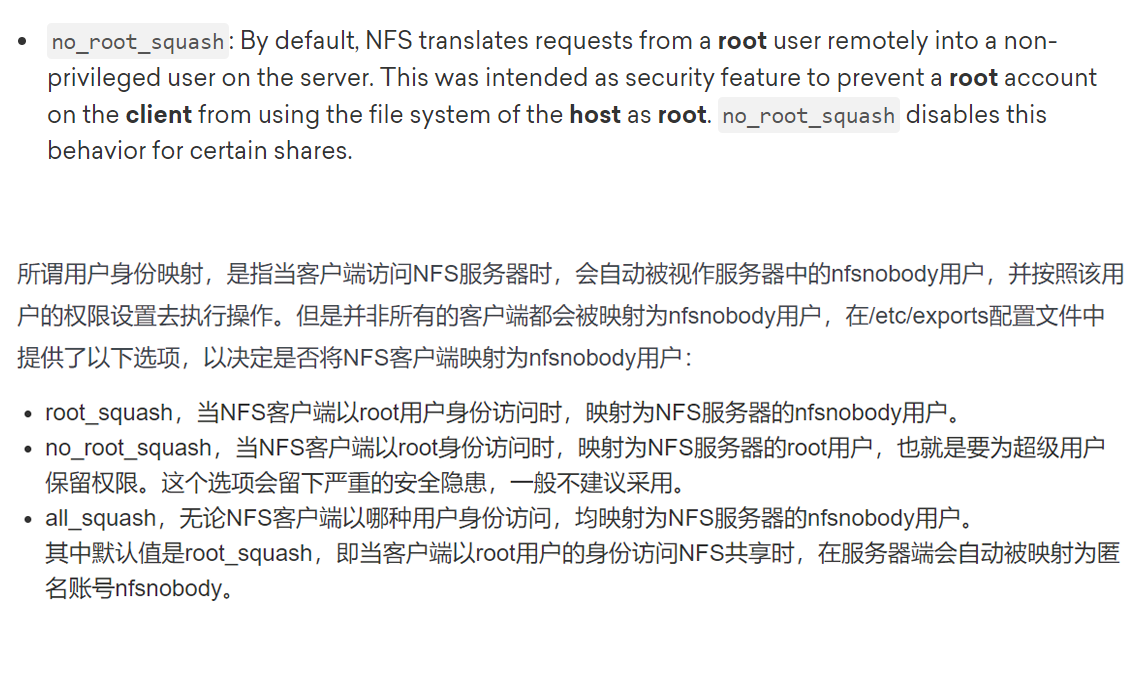 • no_root_squash: By default, NFS translates requests from a root user remotely into a non-
privileged user on the server. This was intended as security feature to prevent a root account
on the client from using the file system of the host as root. no_root_squash disables this
behavior for certain shares.
所谓用户身份映射，是指当客户端访问NFS服务器时，会自动被视作服务器中的nfsnobody用户，并按照该用
户的权限设置去执行操作。但是并非所有的客户端都会被映射为nfsnobody用户，在/etc/exports配置文件中
提供了以下选项，以决定是否将NFS客户端映射为nfsnobody用户：
• root_squash，当NFS客户端以root用户身份访问时，映射为NFS服务器的nfsnobody用户。
• no_root_squash，当NFS客户端以root身份访问时，映射为NFS服务器的root用户，也就是要为超级用户
保留权限。这个选项会留下严重的安全隐患，一般不建议采用。
• all_squash，无论NFS客户端以哪种用户身份访问，均映射为NFS服务器的nfsnobody用户。
其中默认值是root_squash，即当客户端以root用户的身份访问NFS共享时，在服务器端会自动被映射为匿
名账号nfsnobody。